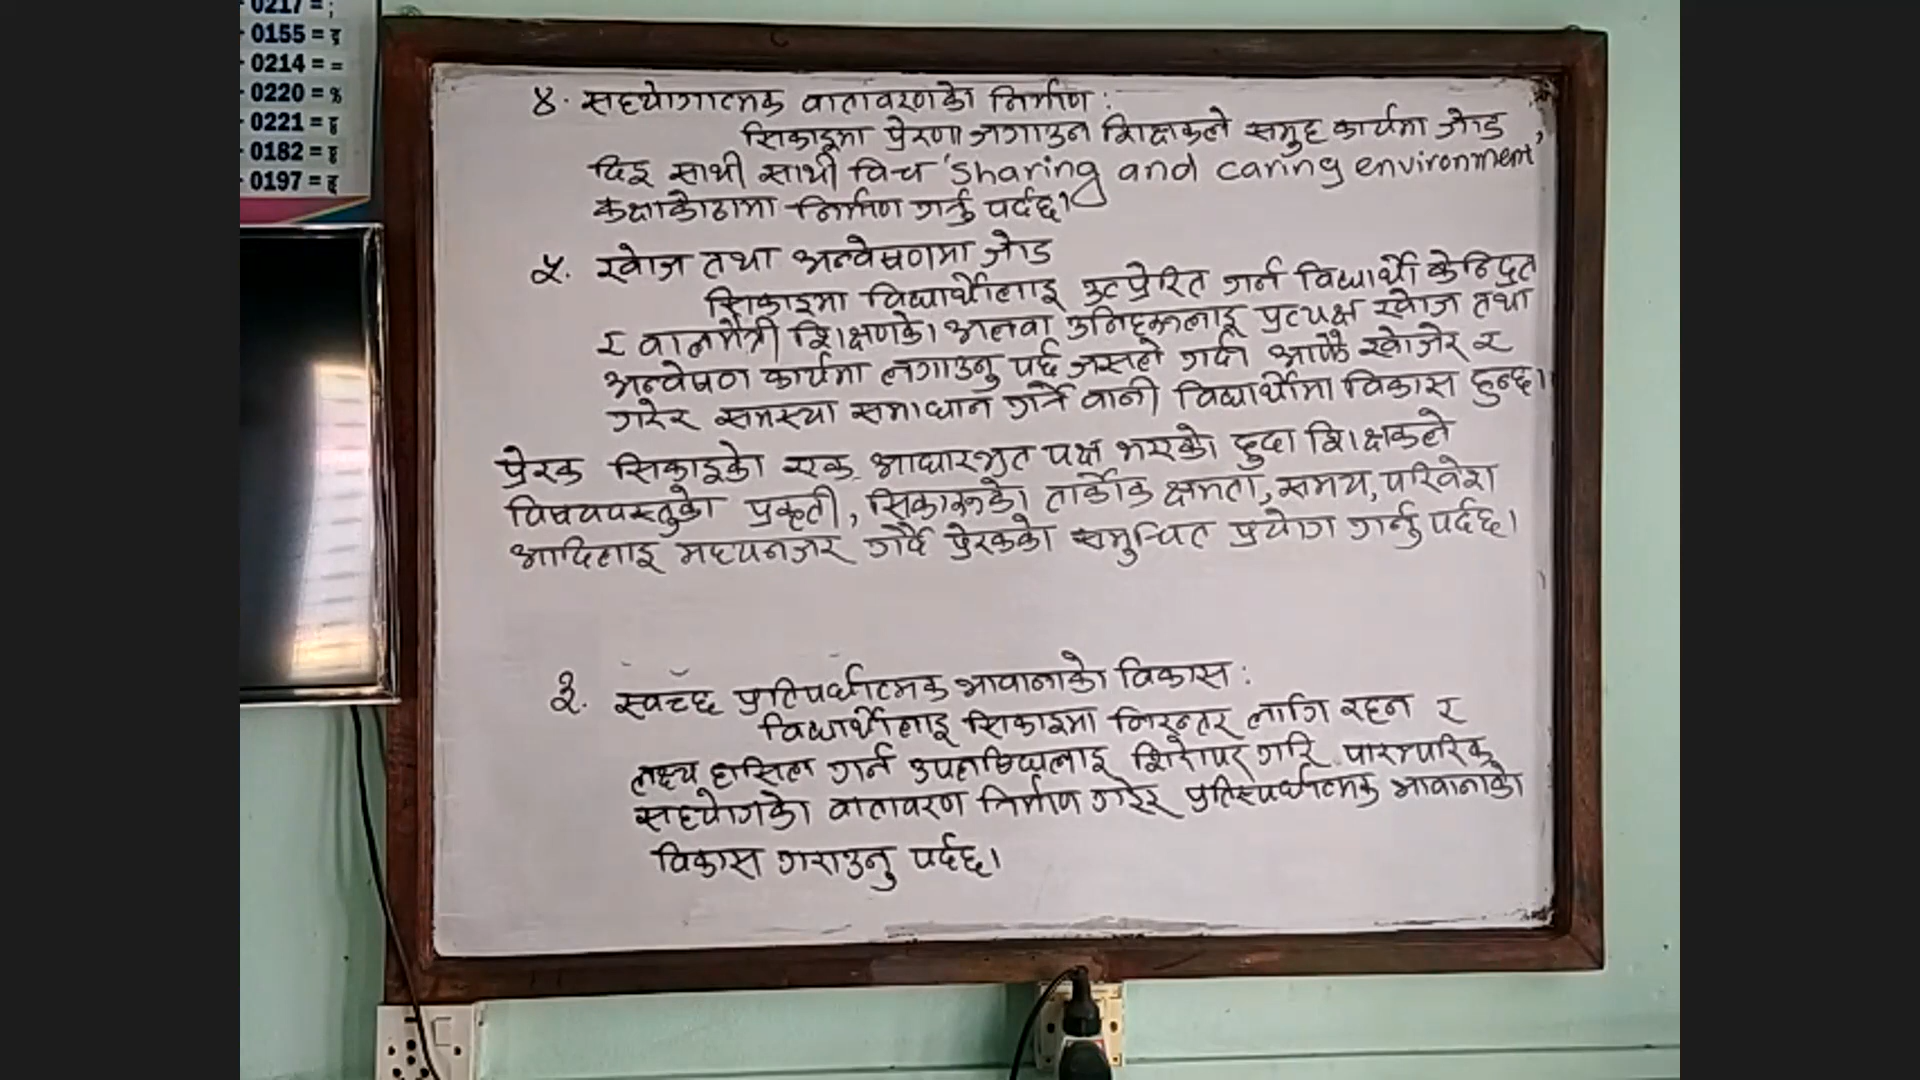 0217 = ;
- 0155 = ह्
- 0214 = =
- 0220 = %
- 0221 =
- 0182 =
- 0197 =
४. सहयोगात्मक वातावरणको निर्माण :
सिकाइमा प्रेरणा जगाउन शिक्षकले समुह कार्यमा जोड
दिइ साथी साथी विच 'Sharing and caring environment'
कक्षाकोठामा निर्माण गर्नु पर्दछ।
५. खोज तथा अन्वेषणमा जोड
सिकाइमा विद्यार्थीलाइ उत्प्रेरित गर्न विद्यार्थी केन्द्रित
र वालमैत्री शिक्षणको अलवा उनिहरूलाइ प्रत्यक्ष खोज तथा
अन्वेषण कार्यमा लगाउनु पर्छ जसले गर्दा आफै खोजेर र
गरेर समस्या समाधान गर्ने वानी विद्यार्थीमा विकास हुन्छ।
प्रेरक सिकाइको एक आधारभुत पक्ष भएको हुदा शिक्षकले
विषयवस्तुको प्रकृती, सिकारूको तार्कीक क्षमता, समय, परिवेश
आदिलाइ मध्यनजर गर्दै प्रेरकको समुचित प्रयोग गर्नु पर्दछ।
३. स्वच्छ प्रतिपर्धात्मक भावानाको विकास :
विद्यार्थीलाइ सिकाइमा निरन्तर लागि रहन र
लक्ष्य हासिल गर्न उपलब्धिलाइ शिरोपर गरि पारम्परिक
सहयोगको वातावरण निर्माण गरेर प्रतिस्पर्धात्मक भावानाको
विकास गराउनु पर्दछ।